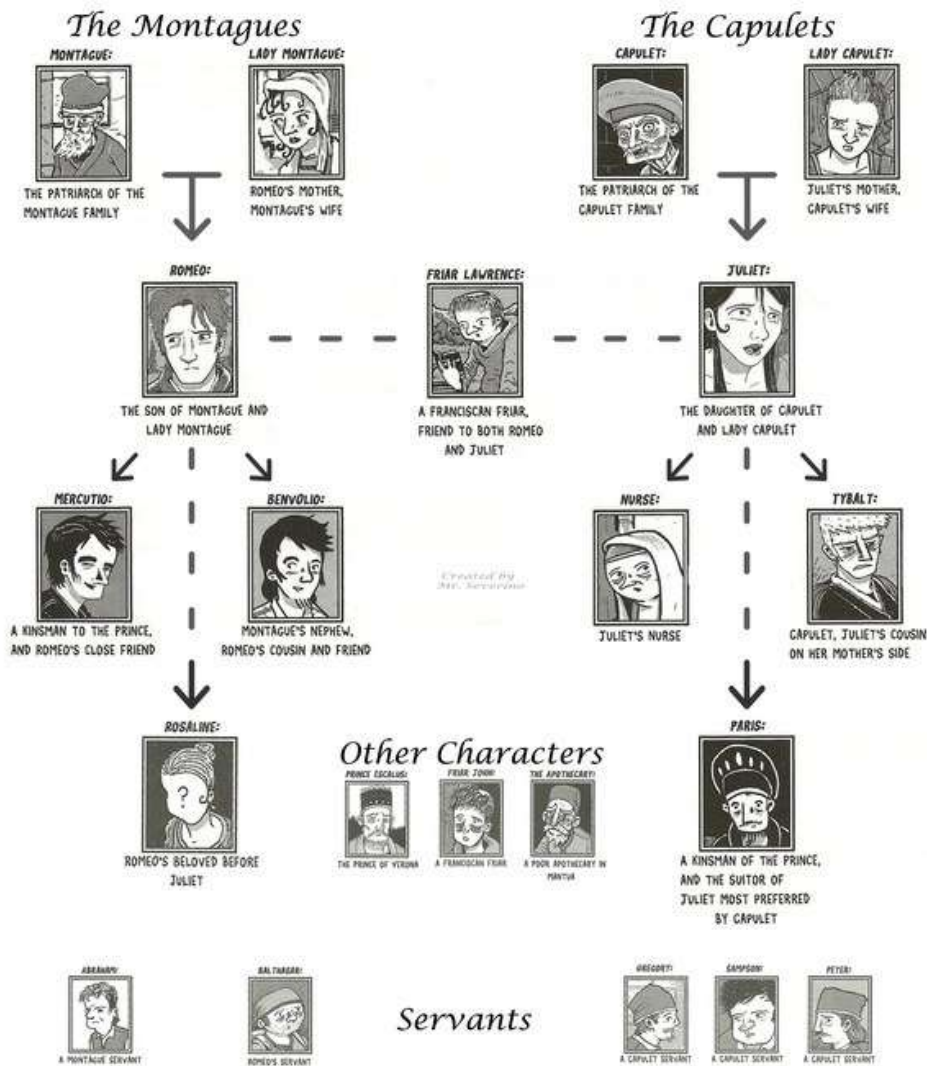 The Montagues
The Capulets
MONTAGUE:
LADY MONTAGUE:
CAPULET:
LADY CAPULET:
THE PATRIARCH OF THE
MONTAGUE FAMILY
ROMEO'S MOTHER,
MONTAGUE'S WIFE
THE PATRIARCH OF THE
CAPULET FAMILY
JULIET'S MOTHER,
CAPULET'S WIFE
ROMEO:
FRIAR LAWRENCE:
JULIET:
THE SON OF MONTAGUE AND
LADY MONTAGUE
A FRANCISCAN FRIAR,
FRIEND TO BOTH ROMEO
AND JULIET
THE DAUGHTER OF CAPULET
AND LADY CAPULET
MERCUTIO:
BENVOLIO:
NURSE:
TYBALT:
Created by
Mr. Severino
A KINSMAN TO THE PRINCE,
AND ROMEO'S CLOSE FRIEND
MONTAGUE'S NEPHEW,
ROMEO'S COUSIN AND FRIEND
JULIET'S NURSE
CAPULET, JULIET'S COUSIN
ON HER MOTHER'S SIDE
ROSALINE:
PARIS:
?
ROMEO'S BELOVED BEFORE
JULIET
Other Characters
PRINCE ESCALUS:
FRIAR JOHN:
THE APOTHECARY:
THE PRINCE OF VERONA
A FRANCISCAN FRIAR
A POOR APOTHECARY IN
MANTUA
A KINSMAN OF THE PRINCE,
AND THE SUITOR OF
JULIET MOST PREFERRED
BY CAPULET
ABRAHAM:
BALTHASAR:
GREGORY:
SAMPSON:
PETER:
Servants
A MONTAGUE SERVANT
ROMEO'S SERVANT
A CAPULET SERVANT
A CAPULET SERVANT
A CAPULET SERVANT